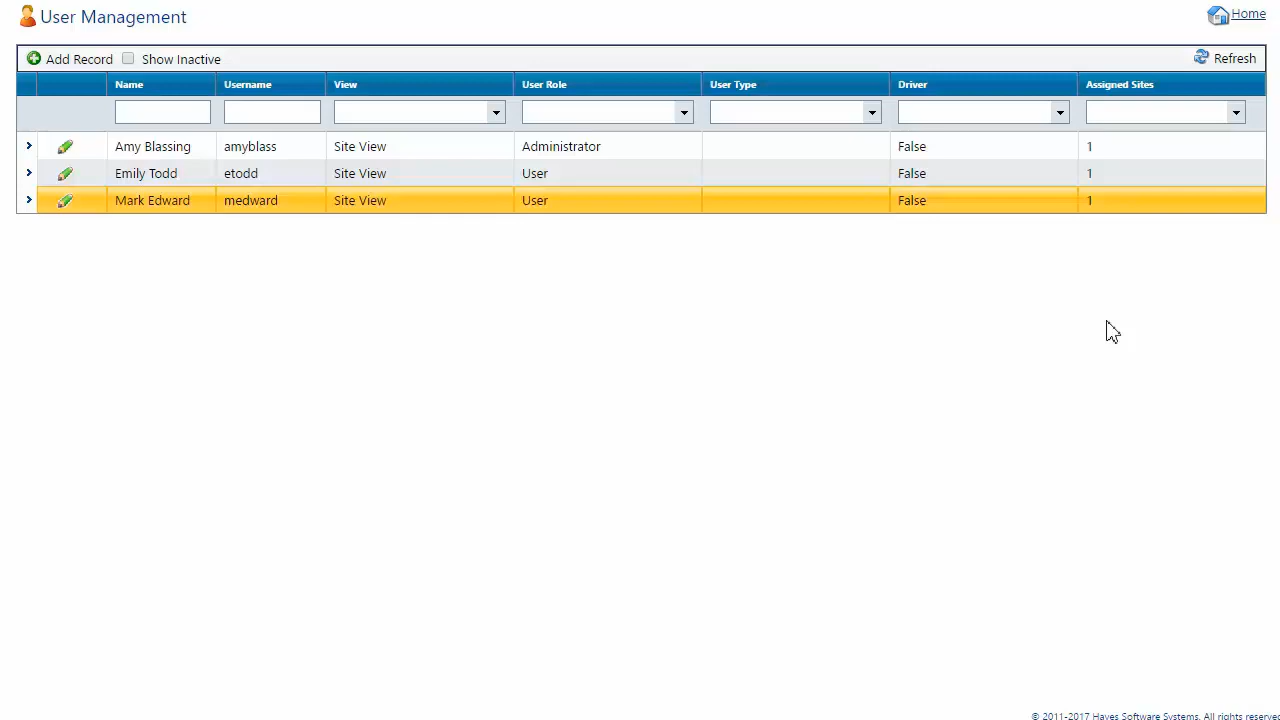 User Management
Home
Add Record Show Inactive Refresh
Name Username View User Role User Type Driver Assigned Sites
Amy Blassing amyblass Site View Administrator False 1
Emily Todd etodd Site View User False 1
Mark Edward medward Site View User False 1
© 2011-2017 Hayes Software Systems. All rights reserved